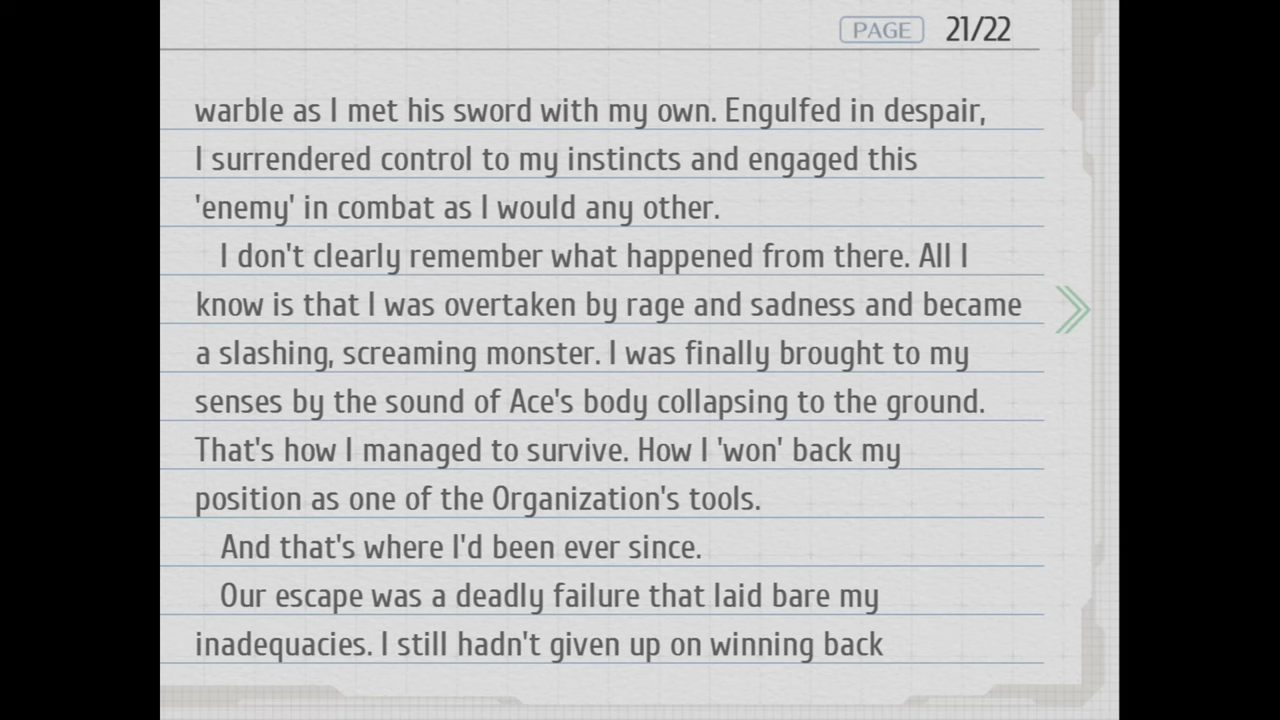 PAGE 21/22
warble as I met his sword with my own. Engulfed in despair,
I surrendered control to my instincts and engaged this
'enemy' in combat as I would any other.
I don't clearly remember what happened from there. All I
know is that I was overtaken by rage and sadness and became
a slashing, screaming monster. I was finally brought to my
senses by the sound of Ace's body collapsing to the ground.
That's how I managed to survive. How I 'won' back my
position as one of the Organization's tools.
And that's where I'd been ever since.
Our escape was a deadly failure that laid bare my
inadequacies. I still hadn't given up on winning back